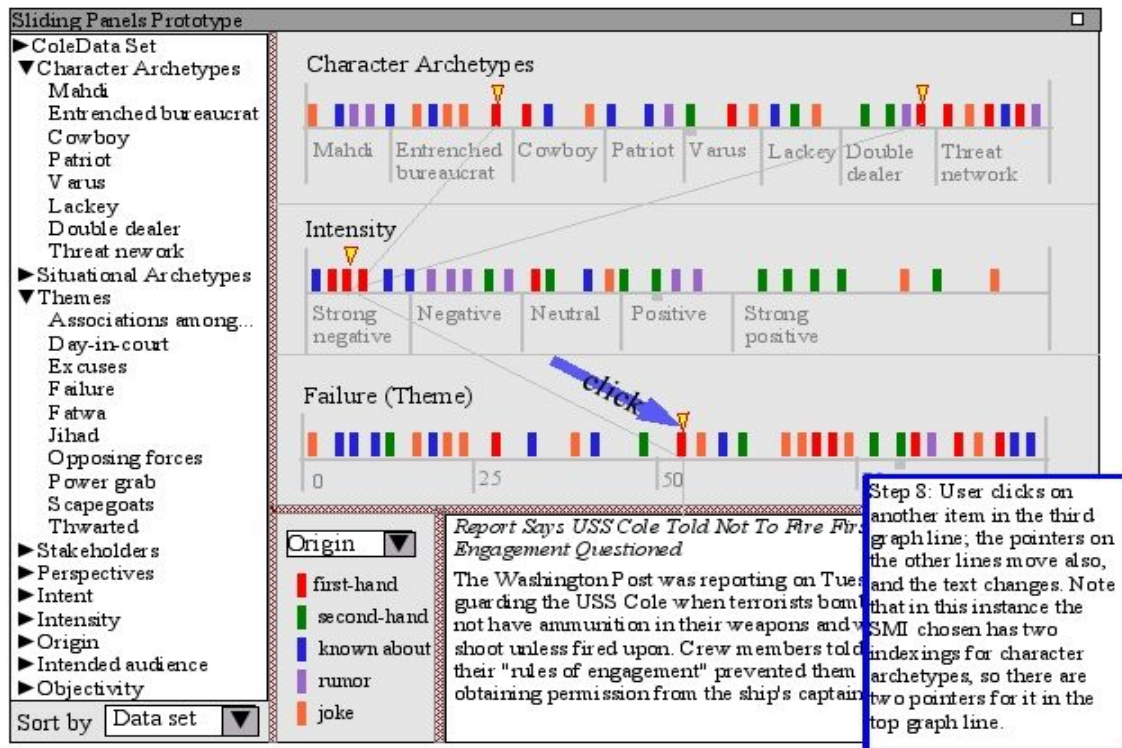 Sliding Panels Prototype
▶ColeData Set
▼Character Archetypes
Mahdi
Entrenched bureaucrat
Cowboy
Patriot
Varus
Lackey
Double dealer
Threat nework
▶Situational Archetypes
▼Themes
Associations among...
Day-in-court
Excuses
Failure
Fatwa
Jihad
Opposing forces
Power grab
Scapegoats
Thwarted
▶Stakeholders
▶Perspectives
▶Intent
▶Intensity
▶Origin
▶Intended audience
▶Objectivity
Sort by Data set
Character Archetypes
Mahdi Entrenched Cowboy Patriot Varus Lackey Double Threat
bureaucrat dealer network
Intensity
Strong Negative Neutral Positive Strong
negative positive
click
Failure (Theme)
0 25 50
Origin
first-hand
second-hand
known about
rumor
joke
Report Says USS Cole Told Not To Fire Firs
Engagement Questioned
The Washington Post was reporting on Tues
guarding the USS Cole when terrorists bom
not have ammunition in their weapons and w
shoot unless fired upon. Crew members told
their "rules of engagement" prevented them
obtaining permission from the ship's captain
Step 8: User clicks on
another item in the third
graph line; the pointers on
the other lines move also,
and the text changes. Note
that in this instance the
SMI chosen has two
indexings for character
archetypes, so there are
two pointers for it in the
top graph line.